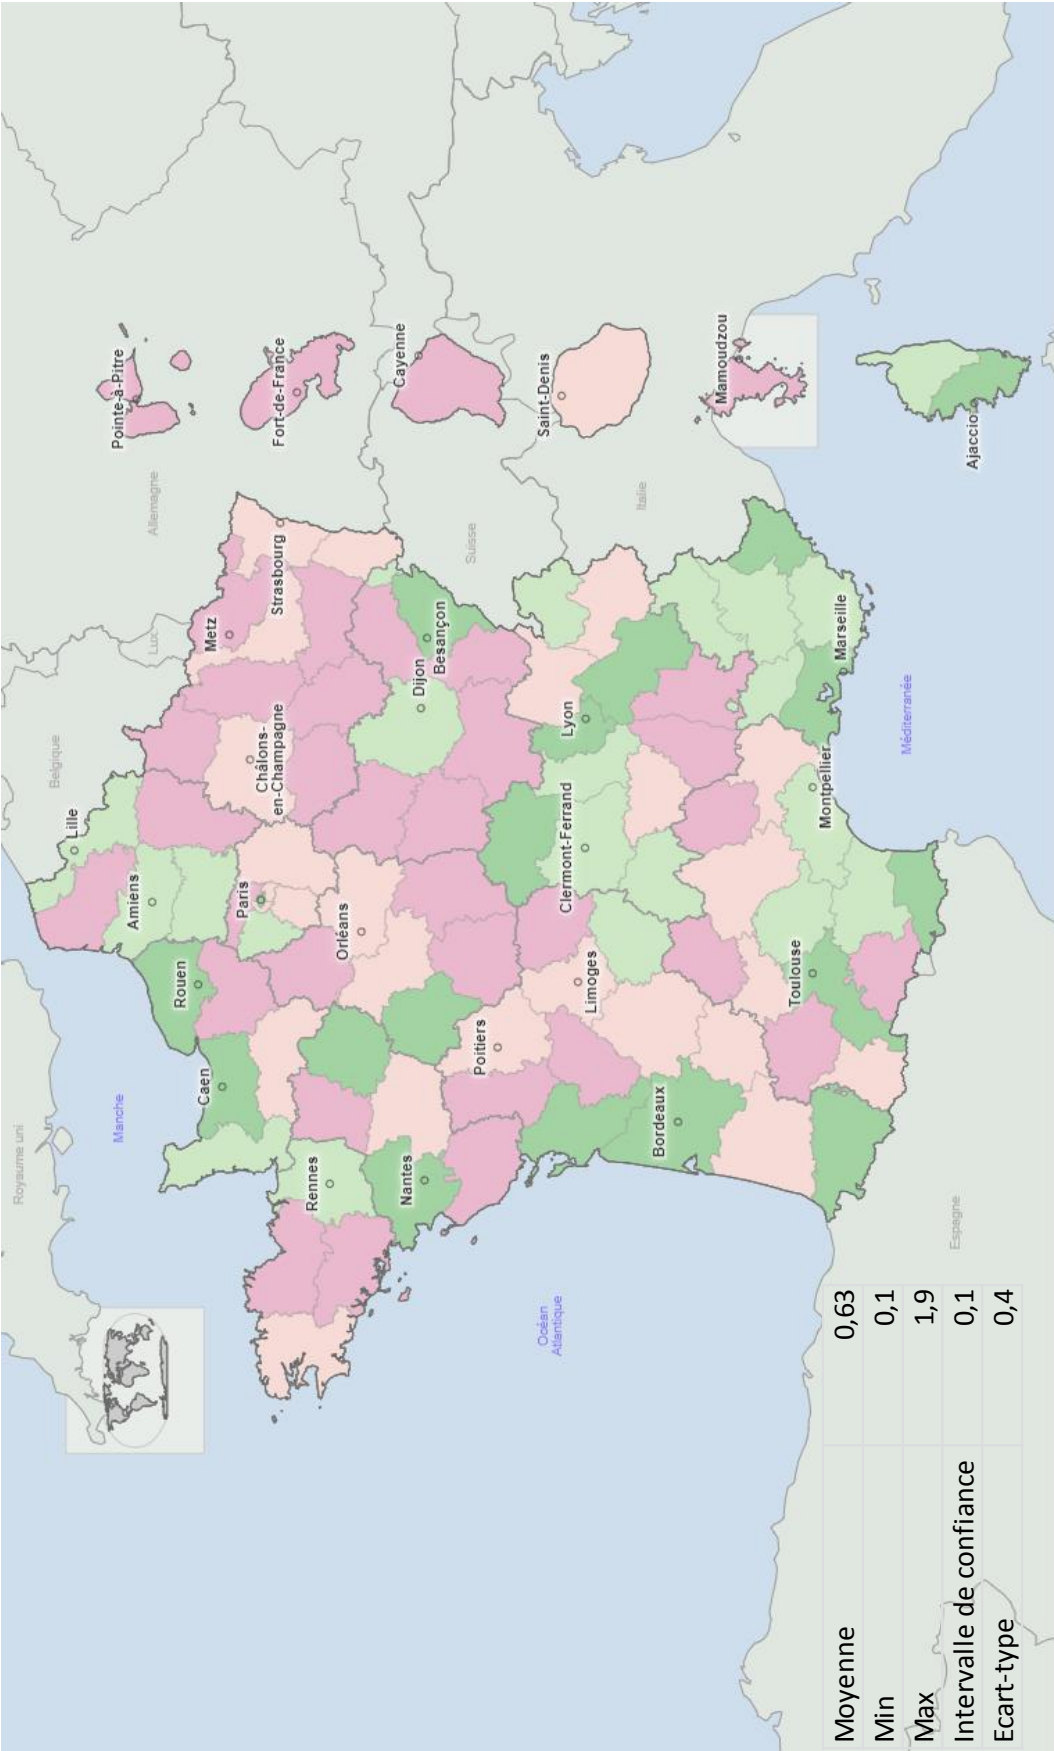 Royaume uni
Manche
Belgique
Lux.
Allemagne
Suisse
Italie
Espagne
Océan
Atlantique
Méditerranée
Lille
Amiens
Rouen
Caen
Paris
Châlons-
en-Champagne
Metz
Strasbourg
Rennes
Nantes
Orléans
Dijon
Besançon
Poitiers
Limoges
Clermont-Ferrand
Lyon
Bordeaux
Toulouse
Montpellier
Marseille
Ajaccio
Pointe-à-Pitre
Fort-de-France
Cayenne
Saint-Denis
Mamoudzou
Moyenne 0,63
Min 0,1
Max 1,9
Intervalle de confiance 0,1
Ecart-type 0,4